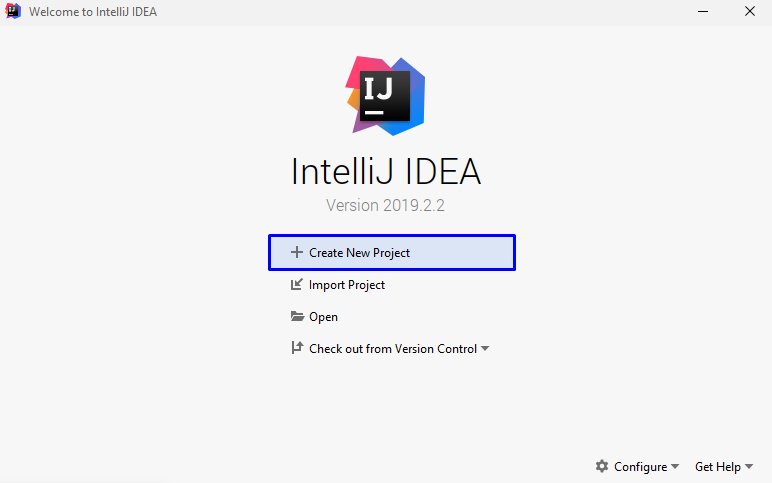 Welcome to IntelliJ IDEA
IJ
IntelliJ IDEA
Version 2019.2.2
Create New Project
Import Project
Open
Check out from Version Control
Configure
Get Help